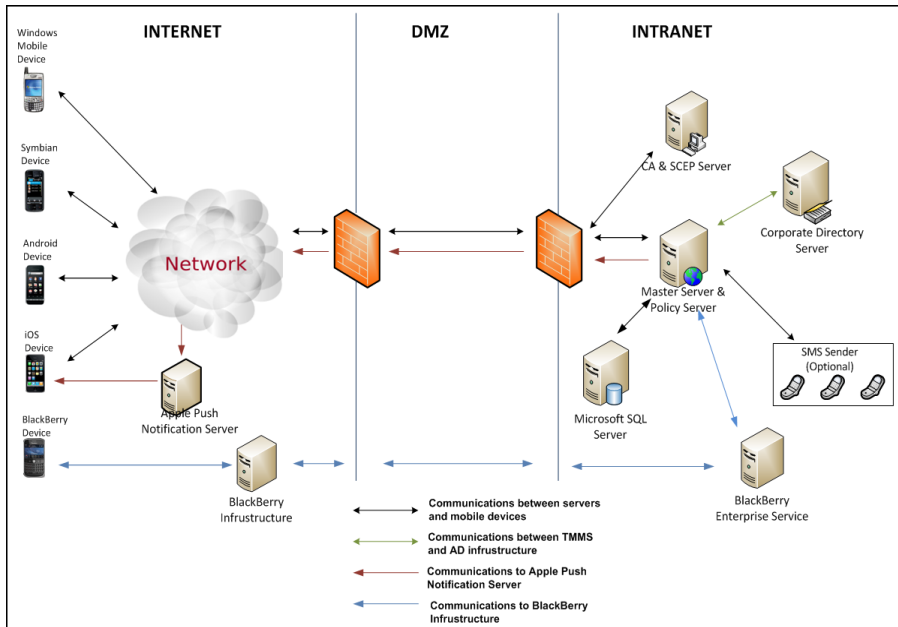 INTERNET
DMZ
INTRANET
Windows
Mobile
Device
Symbian
Device
Android
Device
iOS
Device
BlackBerry
Device
Network
Apple Push
Notification Server
BlackBerry
Infrustructure
CA & SCEP Server
Corporate Directory
Server
Master Server &
Policy Server
SMS Sender
(Optional)
Microsoft SQL
Server
BlackBerry
Enterprise Service
Communications between servers
and mobile devices
Communications between TMMS
and AD infrastructure
Communications to Apple Push
Notification Server
Communications to BlackBerry
Infrustructure